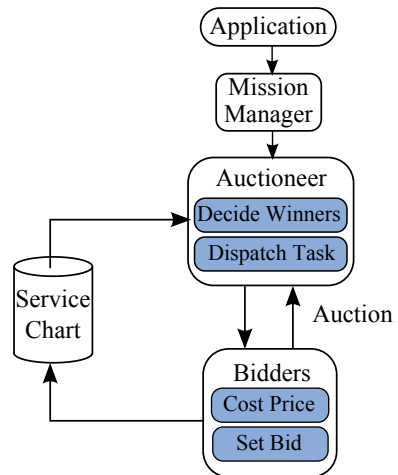 Application
Mission
Manager
Auctioneer
Decide Winners
Dispatch Task
Service
Chart
Auction
Bidders
Cost Price
Set Bid